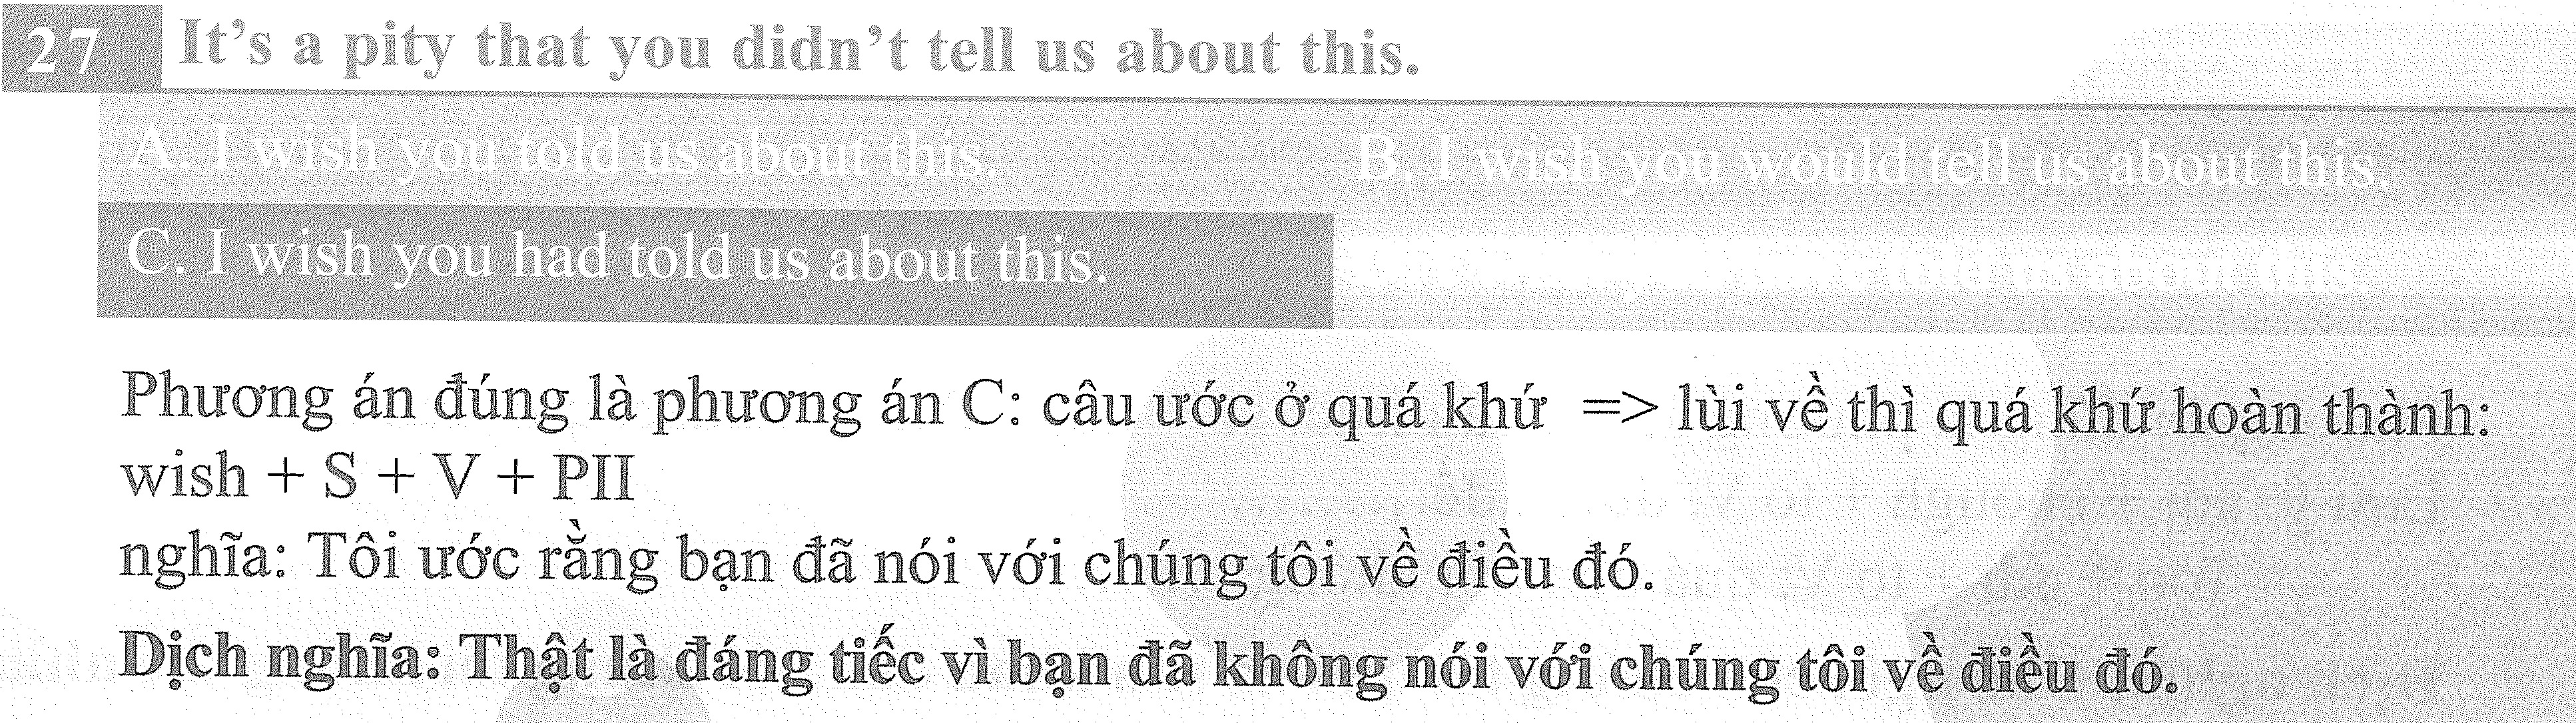 27 It's a pity that you didn't tell us about this.
A. I wish you told us about this. B. I wish you would tell us about this.
C. I wish you had told us about this. told us about this.
Phương án đúng là phương án C: câu ước ở quá khứ => lùi về thì quá khứ hoàn thành:
wish + S + V + PII
nghĩa: Tôi ước rằng bạn đã nói với chúng tôi về điều đó.
Dịch nghĩa: Thật là đáng tiếc vì bạn đã không nói với chúng tôi về điều đó.